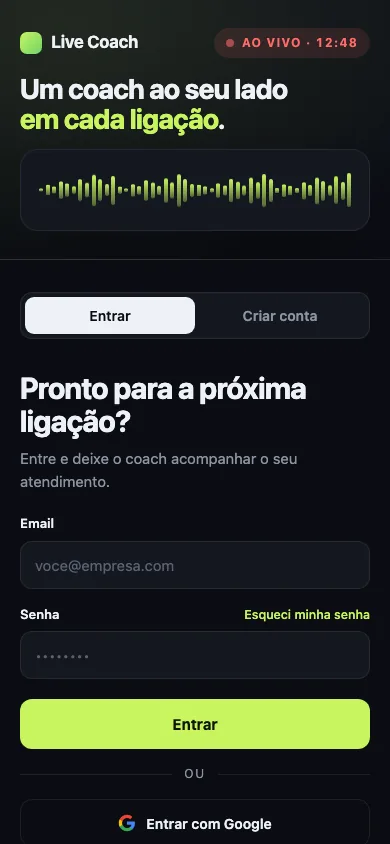 Live Coach
AO VIVO · 12:48
Um coach ao seu lado
em cada ligação.
Entrar
Criar conta
Pronto para a próxima
ligação?
Entre e deixe o coach acompanhar o seu
atendimento.
Email
voce@empresa.com
Senha
Esqueci minha senha
••••••••
Entrar
OU
Entrar com Google